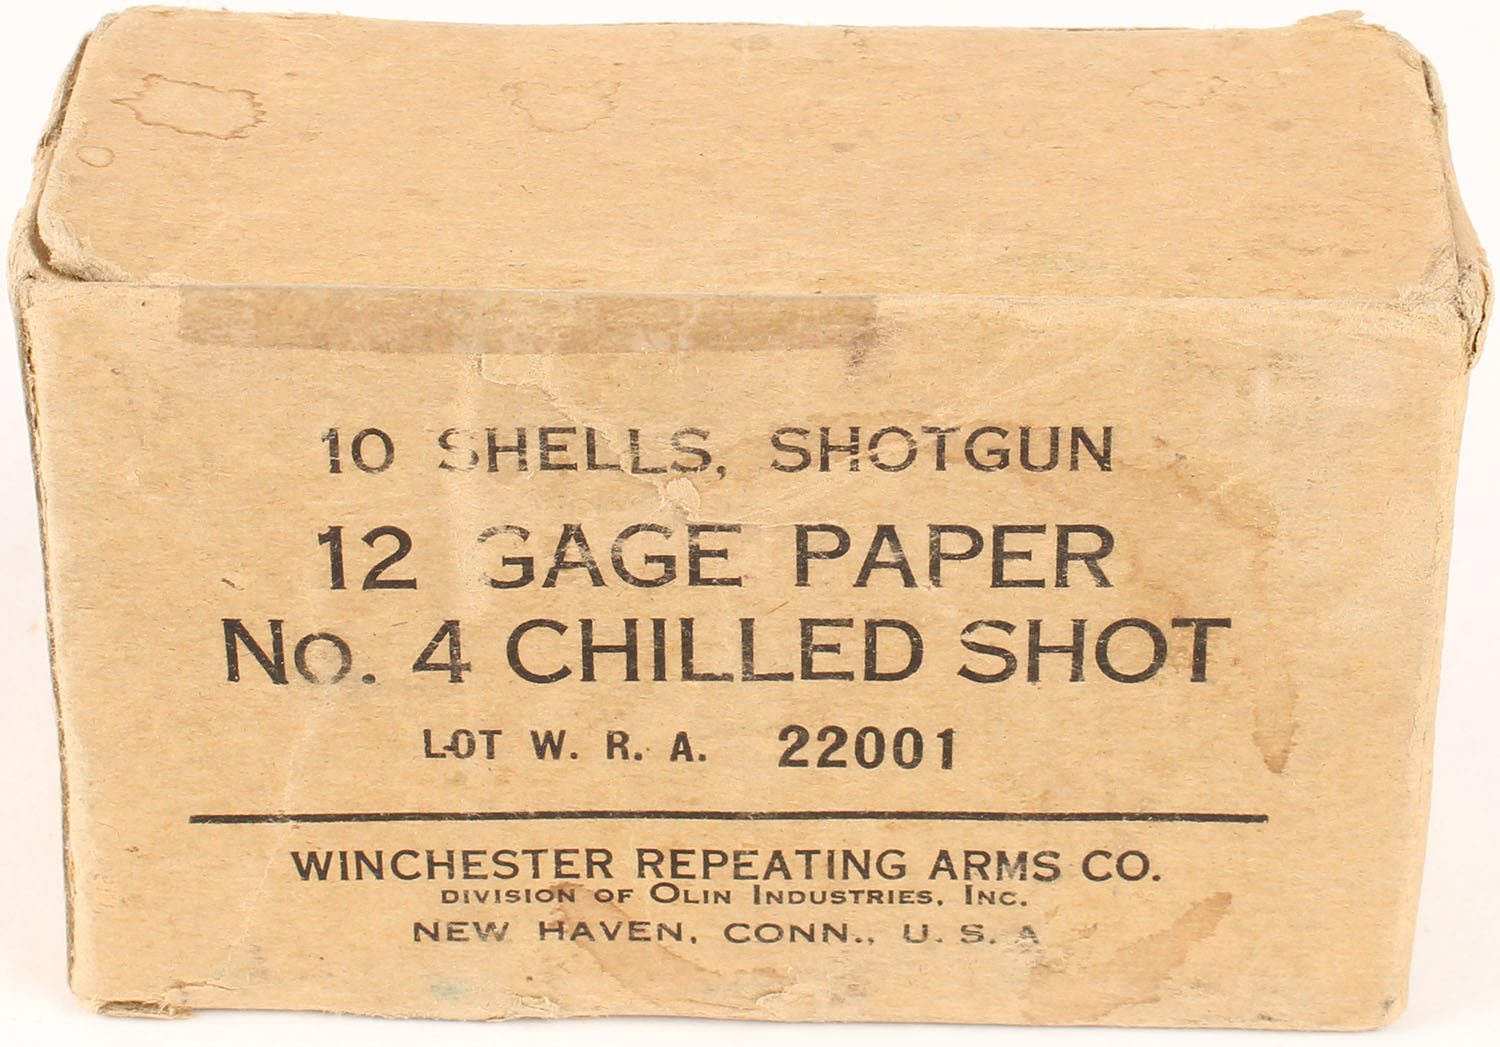 10 SHELLS, SHOTGUN
12 GAGE PAPER
No. 4 CHILLED SHOT
LOT W. R. A. 22001
WINCHESTER REPEATING ARMS CO.
DIVISION OF OLIN INDUSTRIES, INC.
NEW HAVEN, CONN., U. S. A